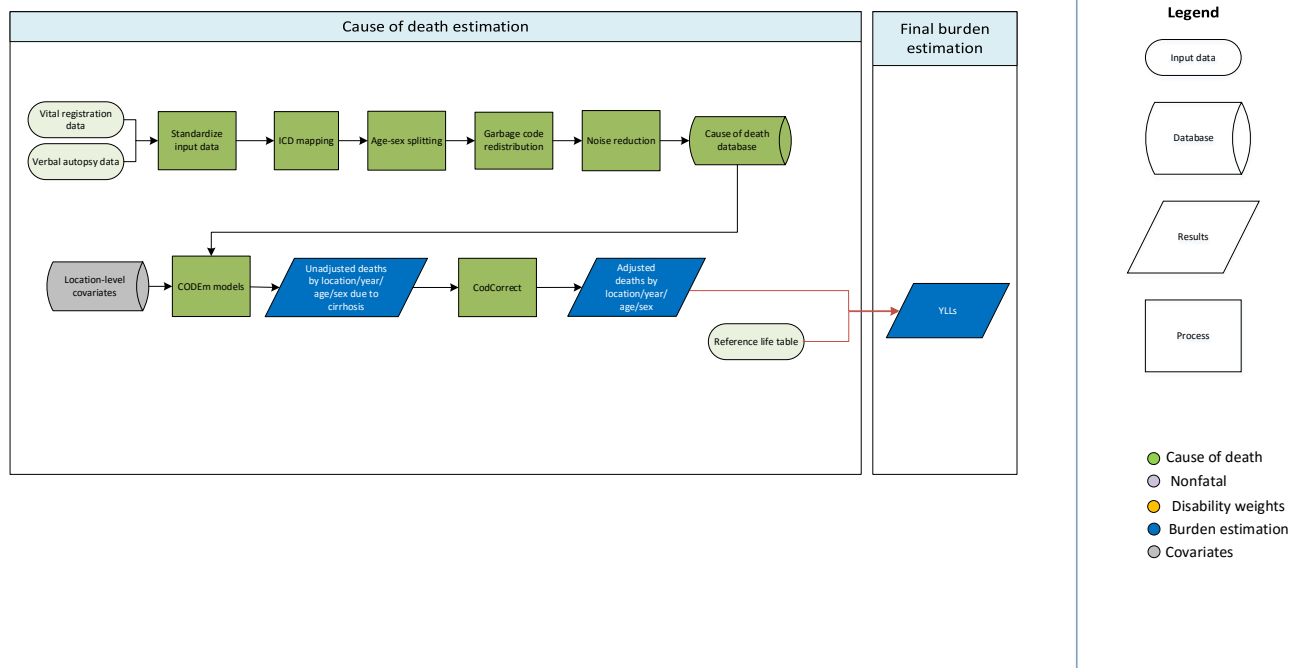 Cause of death estimation
Final burden
estimation
Legend
Input data
Vital registration
data
Verbal autopsy data
Standardize
input data
ICD mapping
Age-sex splitting
Garbage code
redistribution
Noise reduction
Cause of death
database
Database
Location-level
covariates
CODEm models
Unadjusted deaths
by location/year/
age/sex due to
cirrhosis
CodCorrect
Adjusted
deaths by
location/year/
age/sex
Reference life table
YLLs
Results
Process
Cause of death
Nonfatal
Disability weights
Burden estimation
Covariates